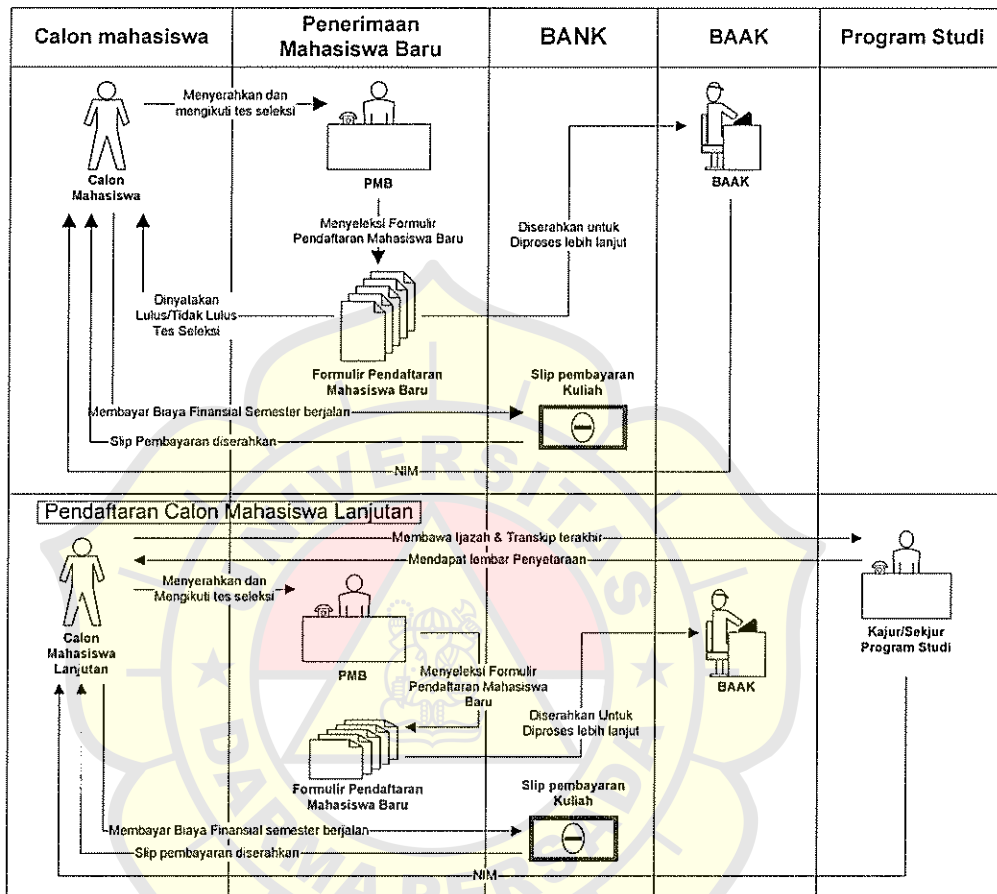 Calon mahasiswa
Penerimaan
Mahasiswa Baru
BANK
BAAK
Program Studi
Menyerahkan dan
mengikuti tes seleksi
Calon
Mahasiswa
PMB
BAAK
Menyeleksi Formulir
Pendaftaran Mahasiswa Baru
Diserahkan untuk
Diproses lebih lanjut
Dinyatakan
Lulus/Tidak Lulus
Tes Seleksi
Formulir Pendaftaran
Mahasiswa Baru
Slip pembayaran
Kuliah
Membayar Biaya Finansial Semester berjalan
Slip Pembayaran diserahkan
NIM
Pendaftaran Calon Mahasiswa Lanjutan
Membawa Ijazah & Transkip terakhir
Mendapat lembar Penyetaraan
Menyerahkan dan
Mengikuti tes seleksi
Calon
Mahasiswa
Lanjutan
PMB
BAAK
Kajur/Sekjur
Program Studi
Menyeleksi Formulir
Pendaftaran Mahasiswa
Baru
Diserahkan Untuk
Diproses lebih lanjut
Formulir Pendaftaran
Mahasiswa Baru
Slip pembayaran
Kuliah
Membayar Biaya Finansial semester berjalan
Slip pembayaran diserahkan
NIM
UNIVERSITAS
DARMA PERSADA